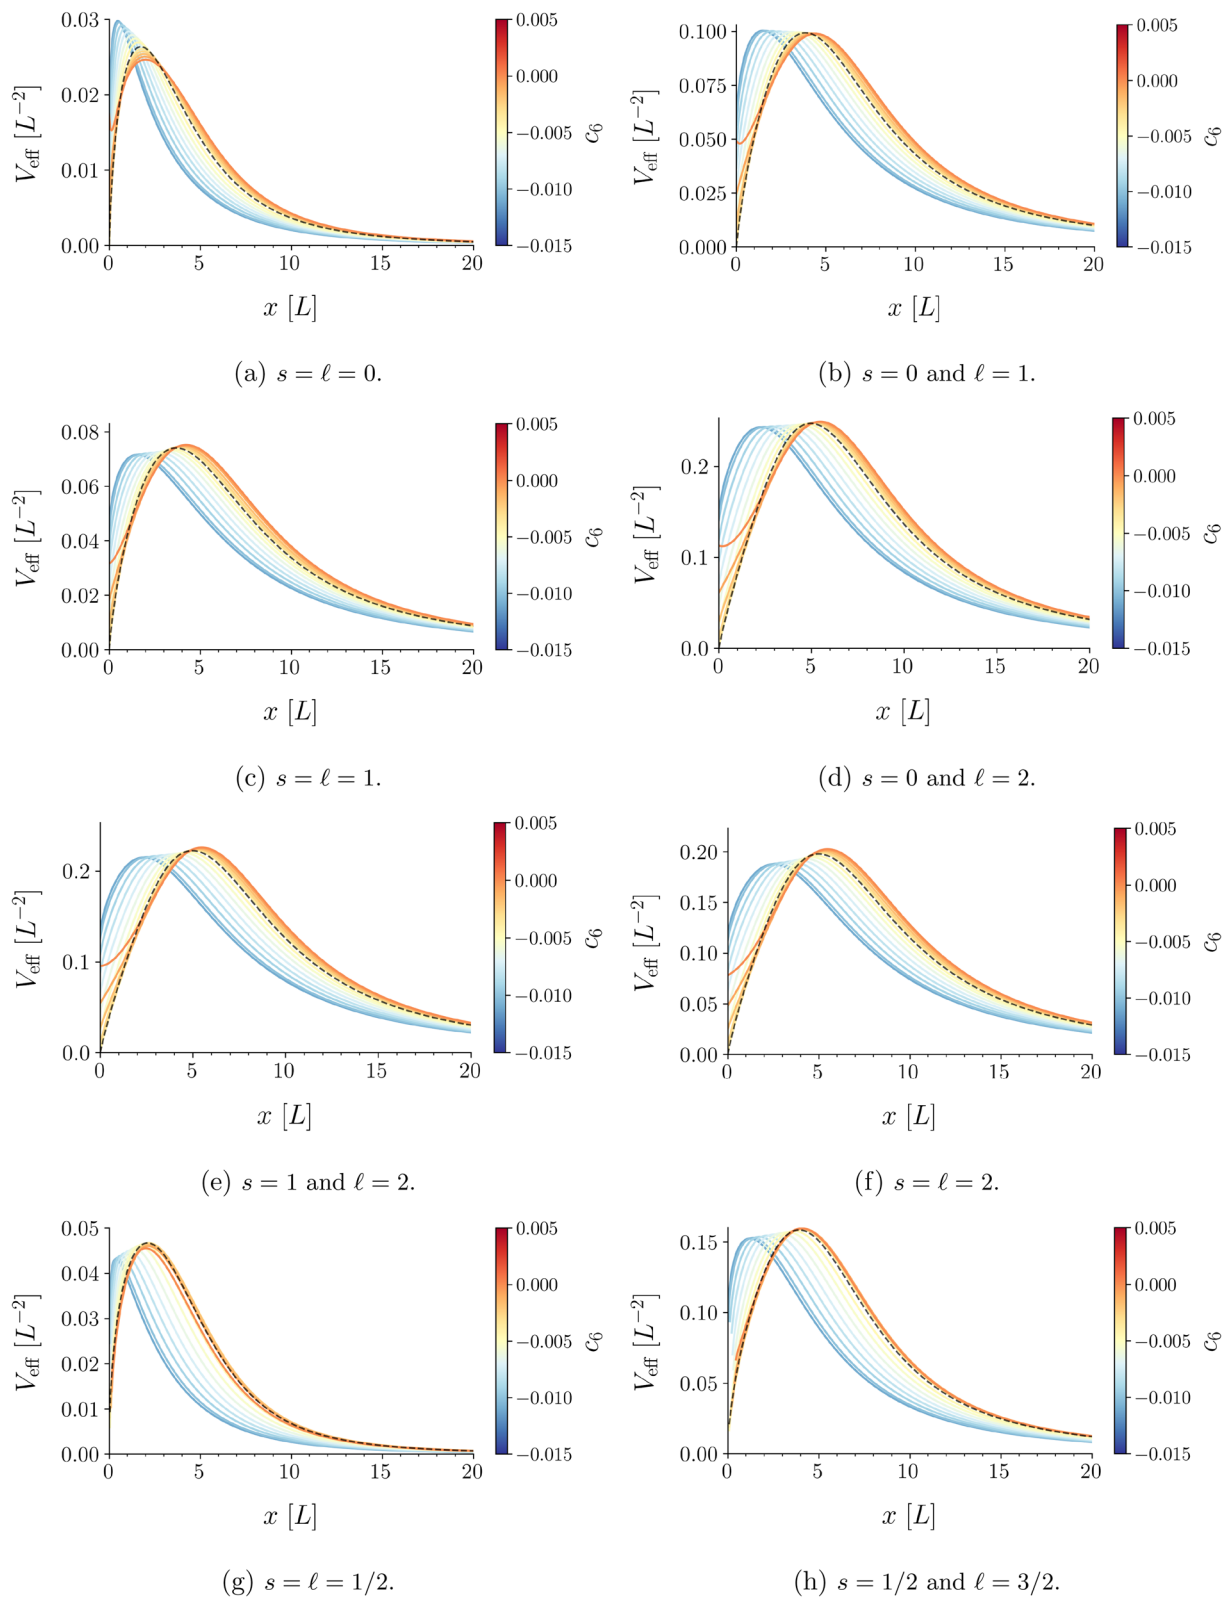 0.03
0.02
0.01
0.00
V_eff [L^{-2}]
0 5 10 15 20
x [L]
0.005
0.000
−0.005
−0.010
−0.015
c_6
(a) s = ℓ = 0.
0.100
0.075
0.050
0.025
0.000
V_eff [L^{-2}]
0 5 10 15 20
x [L]
0.005
0.000
−0.005
−0.010
−0.015
c_6
(b) s = 0 and ℓ = 1.
0.08
0.06
0.04
0.02
0.00
V_eff [L^{-2}]
0 5 10 15 20
x [L]
0.005
0.000
−0.005
−0.010
−0.015
c_6
(c) s = ℓ = 1.
0.2
0.1
0.0
V_eff [L^{-2}]
0 5 10 15 20
x [L]
0.005
0.000
−0.005
−0.010
−0.015
c_6
(d) s = 0 and ℓ = 2.
0.2
0.1
0.0
V_eff [L^{-2}]
0 5 10 15 20
x [L]
0.005
0.000
−0.005
−0.010
−0.015
c_6
(e) s = 1 and ℓ = 2.
0.20
0.15
0.10
0.05
0.00
V_eff [L^{-2}]
0 5 10 15 20
x [L]
0.005
0.000
−0.005
−0.010
−0.015
c_6
(f) s = ℓ = 2.
0.05
0.04
0.03
0.02
0.01
0.00
V_eff [L^{-2}]
0 5 10 15 20
x [L]
0.005
0.000
−0.005
−0.010
−0.015
c_6
(g) s = ℓ = 1/2.
0.15
0.10
0.05
0.00
V_eff [L^{-2}]
0 5 10 15 20
x [L]
0.005
0.000
−0.005
−0.010
−0.015
c_6
(h) s = 1/2 and ℓ = 3/2.